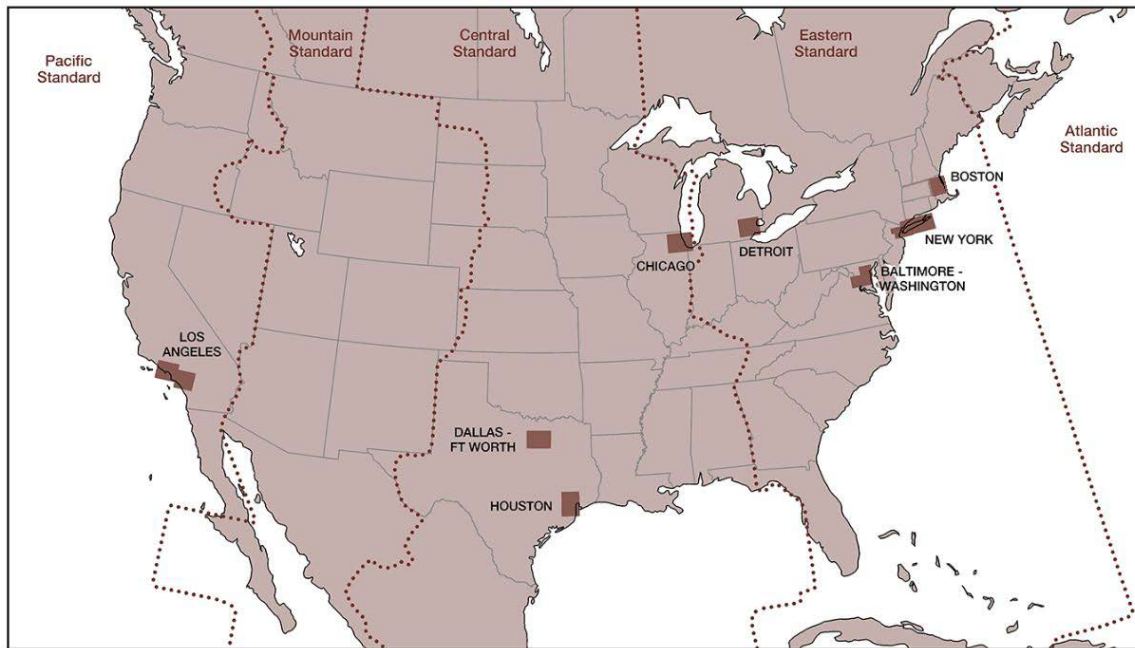 Pacific
Standard
Mountain
Standard
Central
Standard
Eastern
Standard
Atlantic
Standard
BOSTON
NEW YORK
DETROIT
CHICAGO
BALTIMORE -
WASHINGTON
LOS
ANGELES
DALLAS -
FT WORTH
HOUSTON